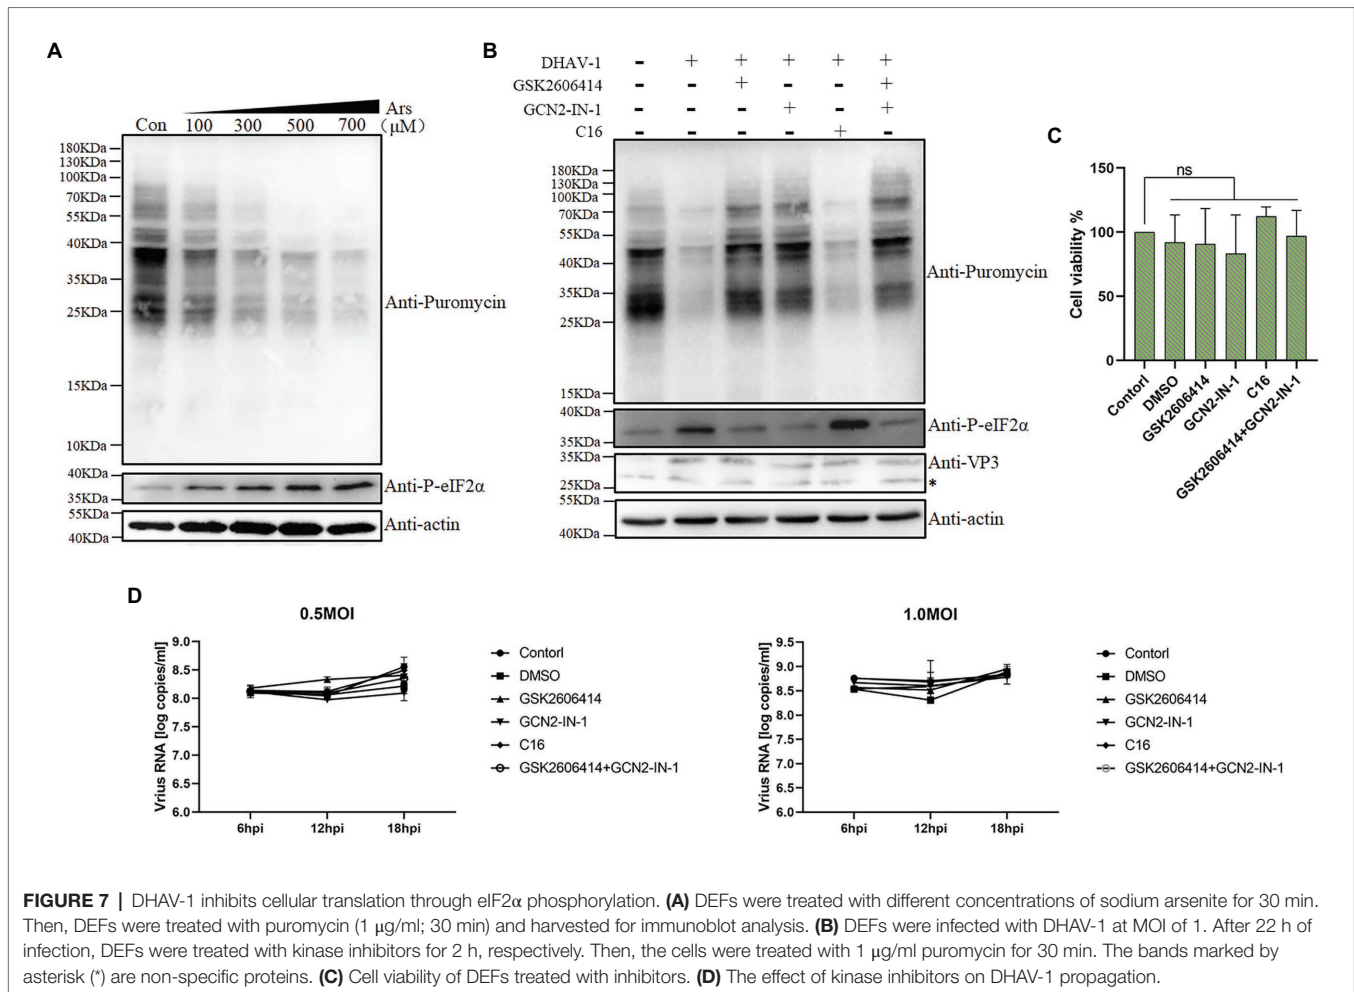 A
Ars
Con 100 300 500 700 (μM)
180KDa
130KDa
100KDa
70KDa
55KDa
40KDa
35KDa
25KDa
15KDa
10KDa
Anti-Puromycin
40KDa
35KDa
Anti-P-eIF2α
55KDa
40KDa
Anti-actin
B
DHAV-1 - + + + + +
GSK2606414 - - + - - +
GCN2-IN-1 - - - + - +
C16 - - - - + -
180KDa
130KDa
100KDa
70KDa
55KDa
40KDa
35KDa
25KDa
15KDa
Anti-Puromycin
40KDa
35KDa
Anti-P-eIF2α
35KDa
25KDa
Anti-VP3
*
55KDa
40KDa
Anti-actin
C
Cell viability %
150
100
50
0
ns
Contorl
DMSO
GSK2606414
GCN2-IN-1
C16
GSK2606414+GCN2-IN-1
D
0.5MOI
Vrius RNA [log copies/ml]
9.0
8.5
8.0
7.5
7.0
6.5
6.0
6hpi 12hpi 18hpi
Contorl
DMSO
GSK2606414
GCN2-IN-1
C16
GSK2606414+GCN2-IN-1
1.0MOI
Vrius RNA [log copies/ml]
9.5
9.0
8.5
8.0
7.5
7.0
6.5
6.0
6hpi 12hpi 18hpi
Contorl
DMSO
GSK2606414
GCN2-IN-1
C16
GSK2606414+GCN2-IN-1
FIGURE 7 | DHAV-1 inhibits cellular translation through eIF2α phosphorylation. (A) DEFs were treated with different concentrations of sodium arsenite for 30 min.
Then, DEFs were treated with puromycin (1 μg/ml; 30 min) and harvested for immunoblot analysis. (B) DEFs were infected with DHAV-1 at MOI of 1. After 22 h of
infection, DEFs were treated with kinase inhibitors for 2 h, respectively. Then, the cells were treated with 1 μg/ml puromycin for 30 min. The bands marked by
asterisk (*) are non-specific proteins. (C) Cell viability of DEFs treated with inhibitors. (D) The effect of kinase inhibitors on DHAV-1 propagation.